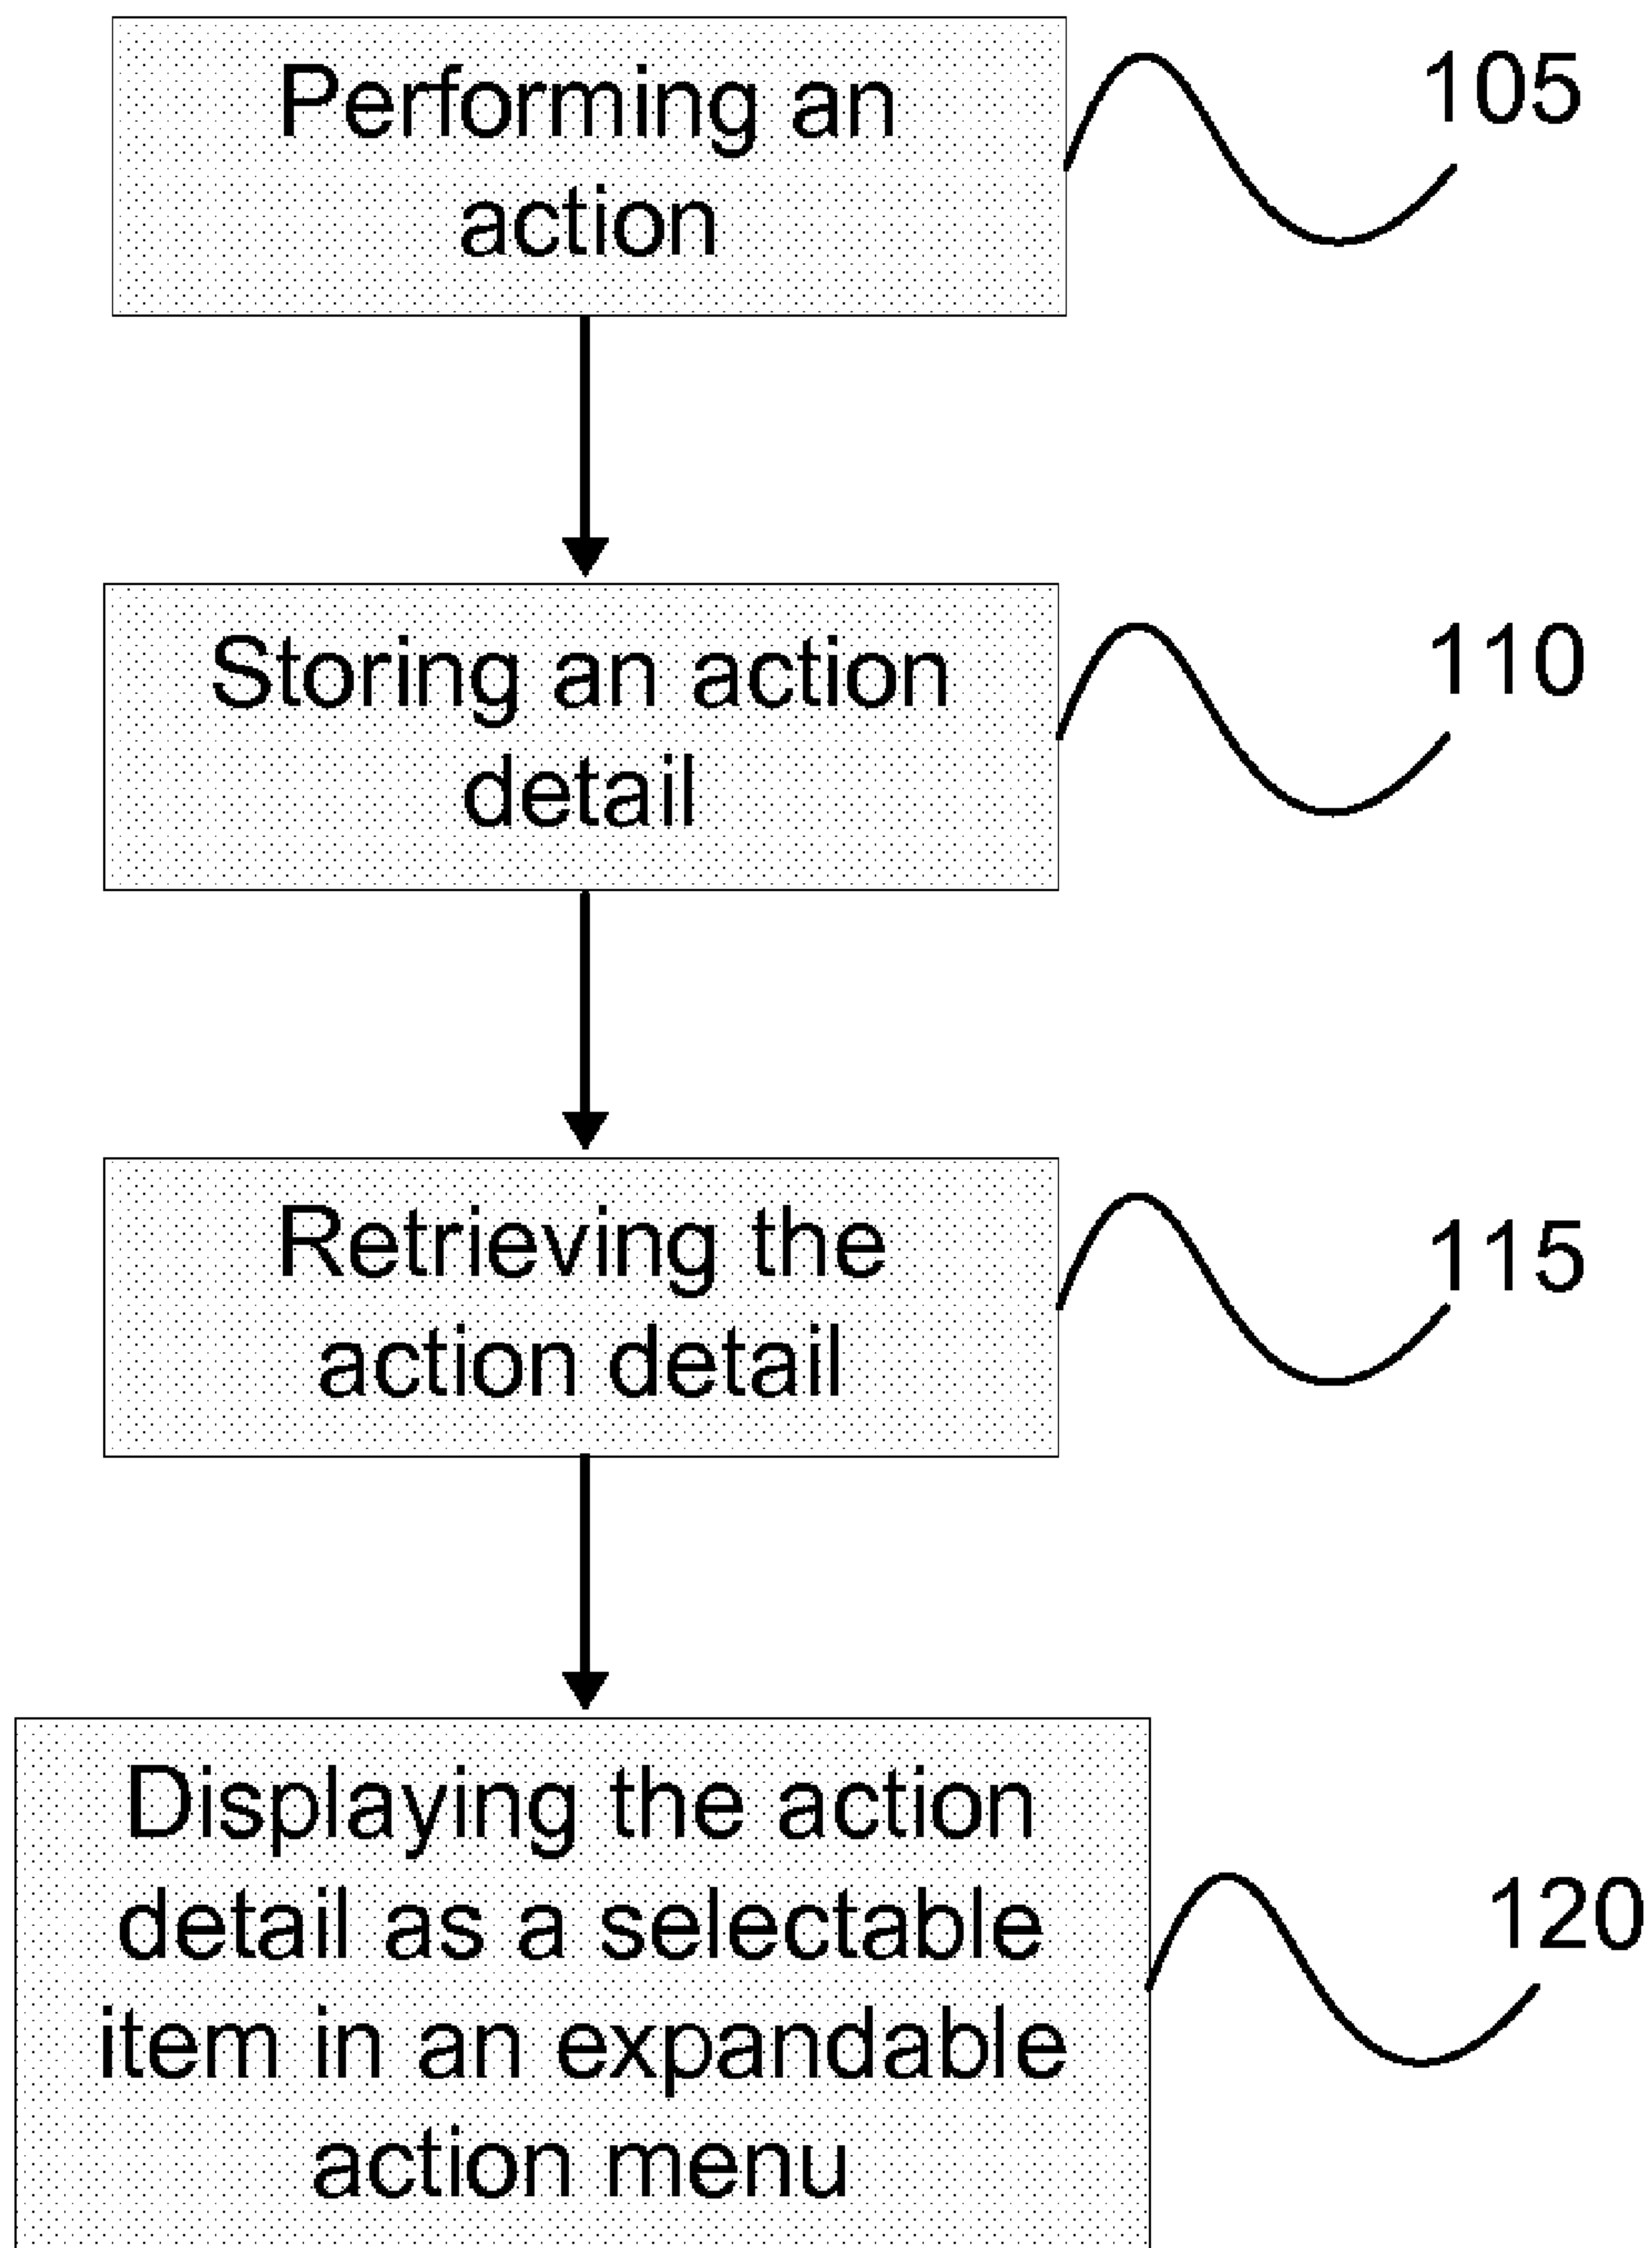 Performing an
action
105
Storing an action
detail
110
Retrieving the
action detail
115
Displaying the action
detail as a selectable
item in an expandable
action menu
120